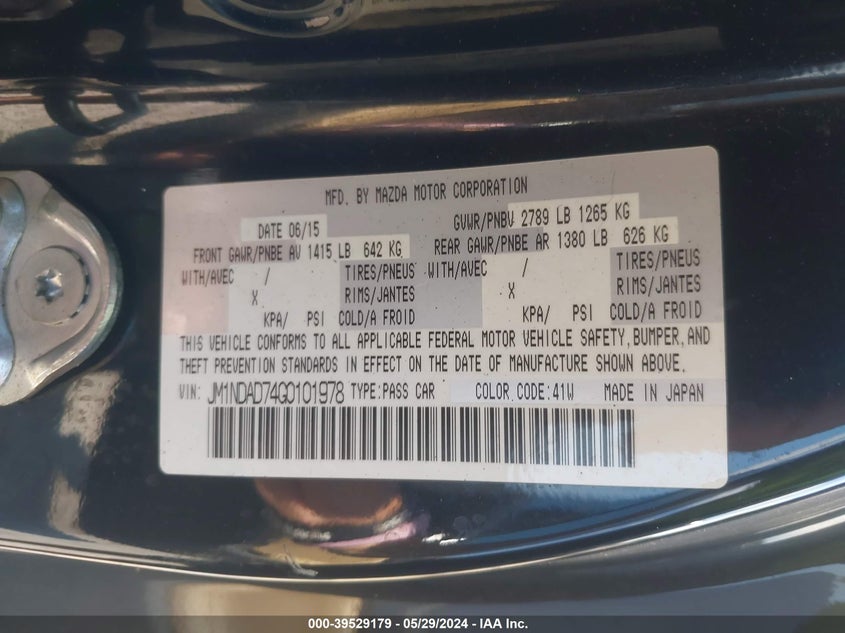 MFD. BY MAZDA MOTOR CORPORATION
DATE 06/15 GVWR/PNBV 2789 LB 1265 KG
FRONT GAWR/PNBE AV 1415 LB 642 KG REAR GAWR/PNBE AR 1380 LB 626 KG
WITH/AVEC / TIRES/PNEUS WITH/AVEC / TIRES/PNEUS
X RIMS/JANTES X RIMS/JANTES
KPA/ PSI COLD/A FROID KPA/ PSI COLD/A FROID
THIS VEHICLE CONFORMS TO ALL APPLICABLE FEDERAL MOTOR VEHICLE SAFETY, BUMPER, AND
THEFT PREVENTION STANDARDS IN EFFECT ON THE DATE OF MANUFACTURE SHOWN ABOVE.
VIN: JM1NDAD74G0101978 TYPE:PASS CAR COLOR CODE:41W MADE IN JAPAN
000-39529179 / 05/29/2024 - IAA Inc.